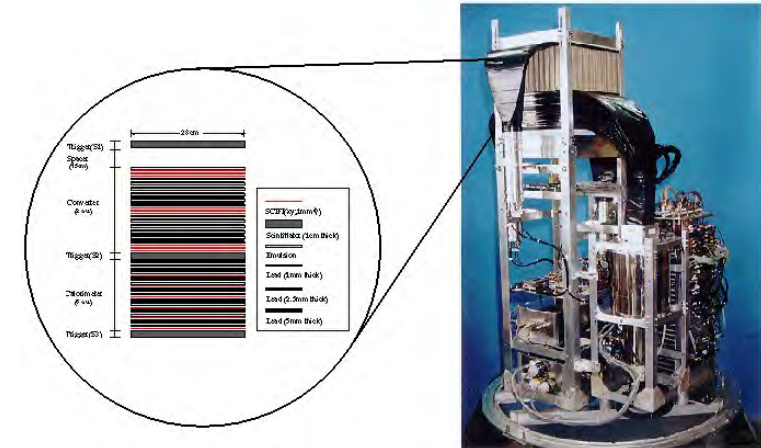 28cm
Trigger(S1)
Spacer
Converter
Trigger(S2)
Calorimeter
Trigger(S3)
Scintillator (1cm thick)
Emulsion
Lead (1mm thick)
Lead (2.5mm thick)
Lead (5mm thick)